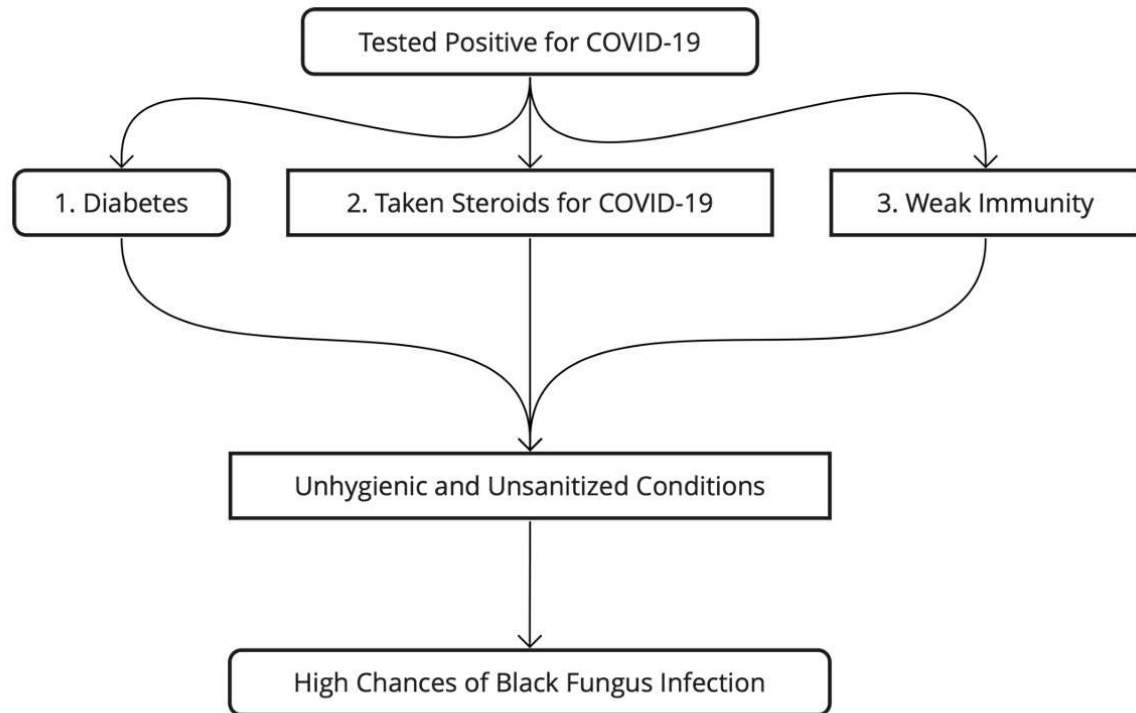 Tested Positive for COVID-19
1. Diabetes
2. Taken Steroids for COVID-19
3. Weak Immunity
Unhygienic and Unsanitized Conditions
High Chances of Black Fungus Infection